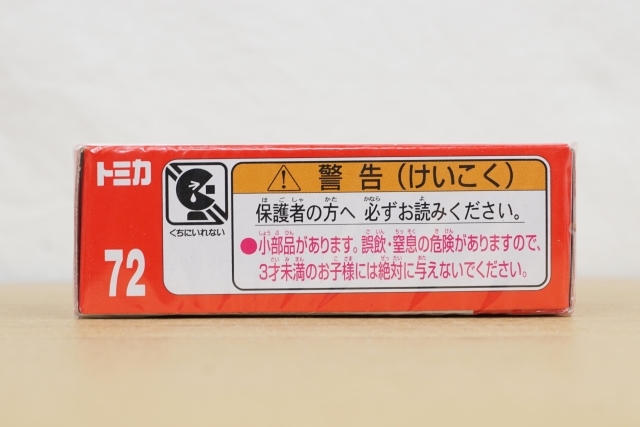 トミカ
72
くちにいれない
警告（けいこく）
保護者の方へ 必ずお読みください。
●小部品があります。誤飲・窒息の危険がありますので、
3才未満のお子様には絶対に与えないでください。